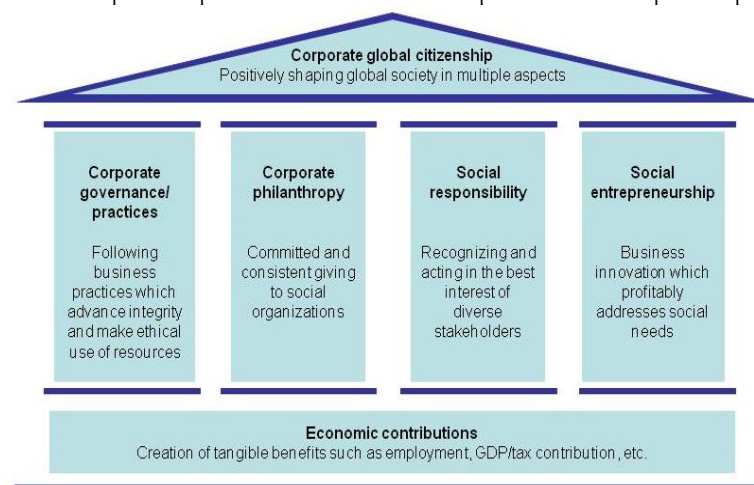 Corporate global citizenship
Positively shaping global society in multiple aspects
Corporate
governance/
practices
Following
business
practices which
advance integrity
and make ethical
use of resources
Corporate
philanthropy
Committed and
consistent giving
to social
organizations
Social
responsibility
Recognizing and
acting in the best
interest of
diverse
stakeholders
Social
entrepreneurship
Business
innovation which
profitably
addresses social
needs
Economic contributions
Creation of tangible benefits such as employment, GDP/tax contribution, etc.